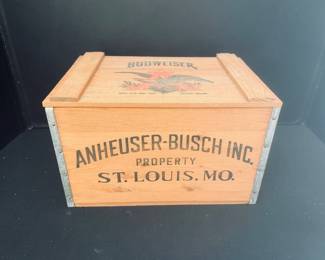 BUDWEISER
ANHEUSER-BUSCH INC.
PROPERTY
ST. LOUIS. MO.